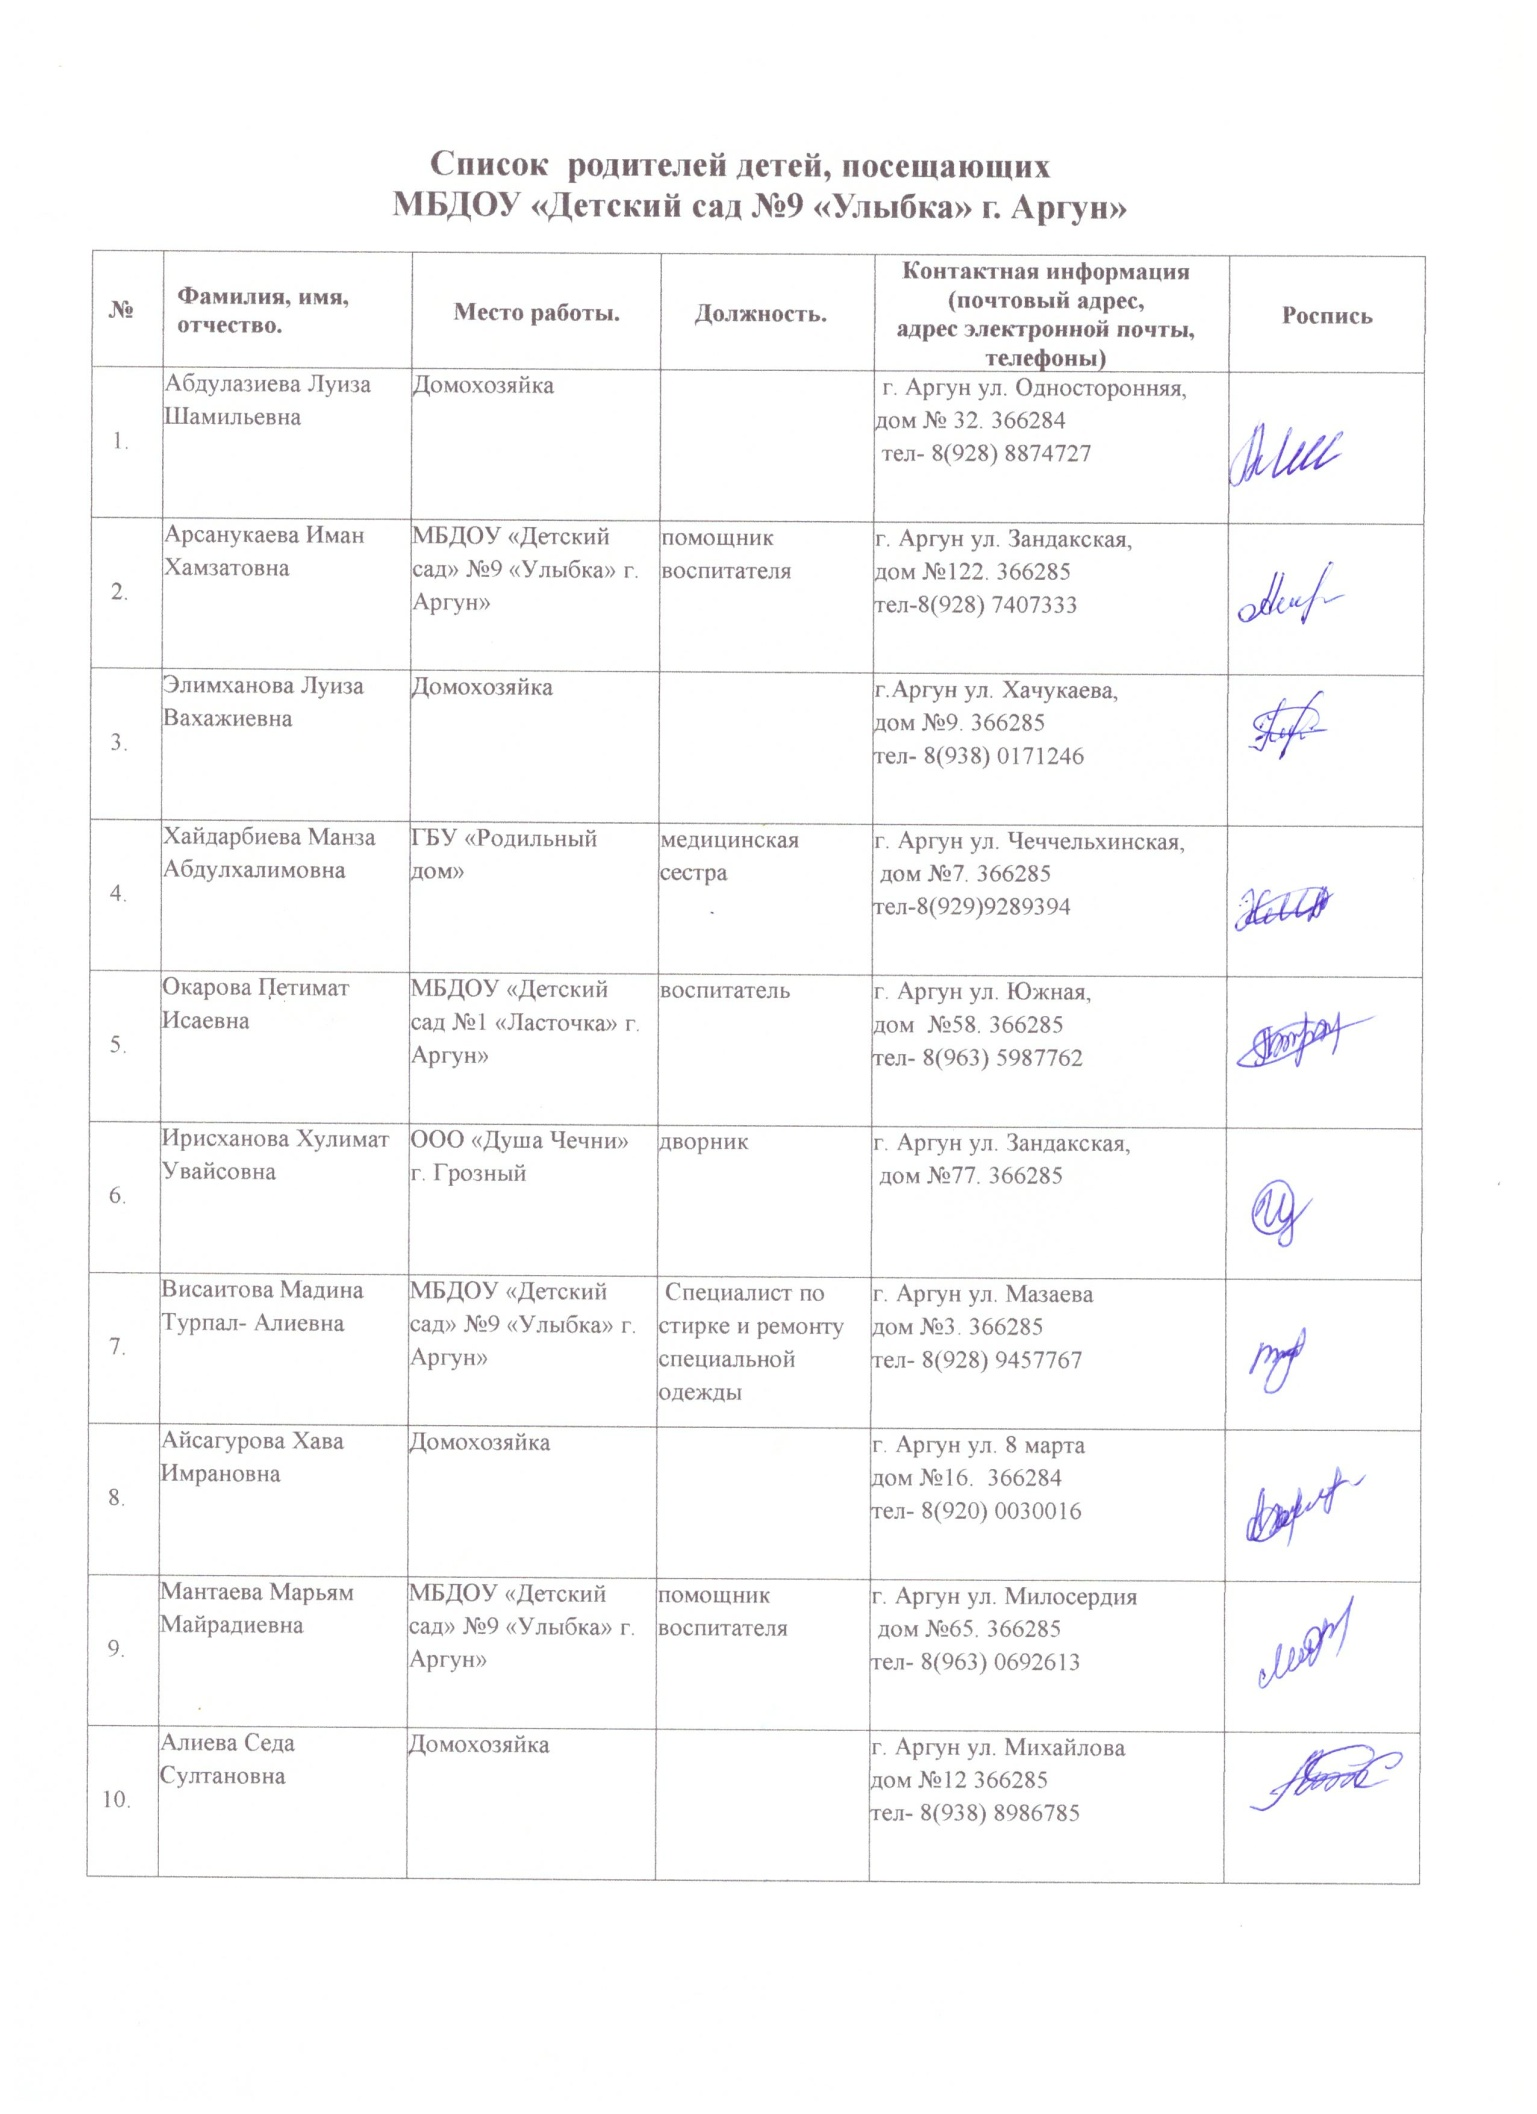 Список родителей детей, посещающих
МБДОУ «Детский сад №9 «Улыбка» г. Аргун»
№
Фамилия, имя,
отчество.
Место работы.
Должность.
Контактная информация
(почтовый адрес,
адрес электронной почты,
телефоны)
Роспись
1.
Абдулазиева Луиза
Шамильевна
Домохозяйка
г. Аргун ул. Односторонняя,
дом № 32. 366284
тел- 8(928) 8874727
2.
Арсанукаева Иман
Хамзатовна
МБДОУ «Детский
сад» №9 «Улыбка» г.
Аргун»
помощник
воспитателя
г. Аргун ул. Зандакская,
дом №122. 366285
тел-8(928) 7407333
3.
Элимханова Луиза
Вахажиевна
Домохозяйка
г.Аргун ул. Хачукаева,
дом №9. 366285
тел- 8(938) 0171246
4.
Хайдарбиева Манза
Абдулхалимовна
ГБУ «Родильный
дом»
медицинская
сестра
г. Аргун ул. Чеччельхинская,
дом №7. 366285
тел-8(929)9289394
5.
Окарова Петимат
Исаевна
МБДОУ «Детский
сад №1 «Ласточка» г.
Аргун»
воспитатель
г. Аргун ул. Южная,
дом №58. 366285
тел- 8(963) 5987762
6.
Ирисханова Хулимат
Увайсовна
ООО «Душа Чечни»
г. Грозный
дворник
г. Аргун ул. Зандакская,
дом №77. 366285
7.
Висаитова Мадина
Турпал- Алиевна
МБДОУ «Детский
сад» №9 «Улыбка» г.
Аргун»
Специалист по
стирке и ремонту
специальной
одежды
г. Аргун ул. Мазаева
дом №3. 366285
тел- 8(928) 9457767
8.
Айсагурова Хава
Имрановна
Домохозяйка
г. Аргун ул. 8 марта
дом №16. 366284
тел- 8(920) 0030016
9.
Мантаева Марьям
Майрадиевна
МБДОУ «Детский
сад» №9 «Улыбка» г.
Аргун»
помощник
воспитателя
г. Аргун ул. Милосердия
дом №65. 366285
тел- 8(963) 0692613
10.
Алиева Седа
Султановна
Домохозяйка
г. Аргун ул. Михайлова
дом №12 366285
тел- 8(938) 8986785